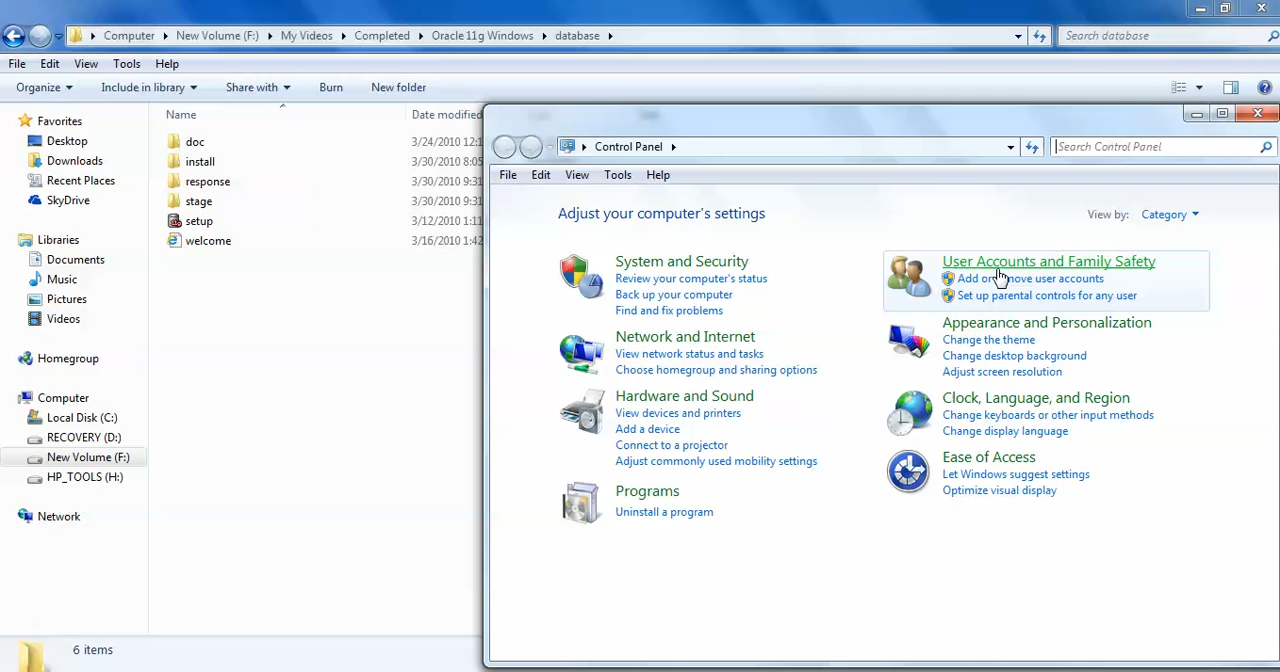 Computer New Volume (F:) My Videos Completed Oracle 11g Windows database Search database
File Edit View Tools Help
Organize Include in library Share with Burn New folder
Favorites
Desktop
Downloads
Recent Places
SkyDrive
Libraries
Documents
Music
Pictures
Videos
Homegroup
Computer
Local Disk (C:)
RECOVERY (D:)
New Volume (F:)
HP_TOOLS (H:)
Network
Name Date modified
doc 3/24/2010 12:1
install 3/30/2010 8:05
response 3/30/2010 9:31
stage 3/30/2010 9:31
setup 3/12/2010 1:11
welcome 3/16/2010 1:42
6 items
Control Panel Search Control Panel
File Edit View Tools Help
Adjust your computer's settings View by: Category
System and Security
Review your computer's status
Back up your computer
Find and fix problems
Network and Internet
View network status and tasks
Choose homegroup and sharing options
Hardware and Sound
View devices and printers
Add a device
Connect to a projector
Adjust commonly used mobility settings
Programs
Uninstall a program
User Accounts and Family Safety
Add or remove user accounts
Set up parental controls for any user
Appearance and Personalization
Change the theme
Change desktop background
Adjust screen resolution
Clock, Language, and Region
Change keyboards or other input methods
Change display language
Ease of Access
Let Windows suggest settings
Optimize visual display